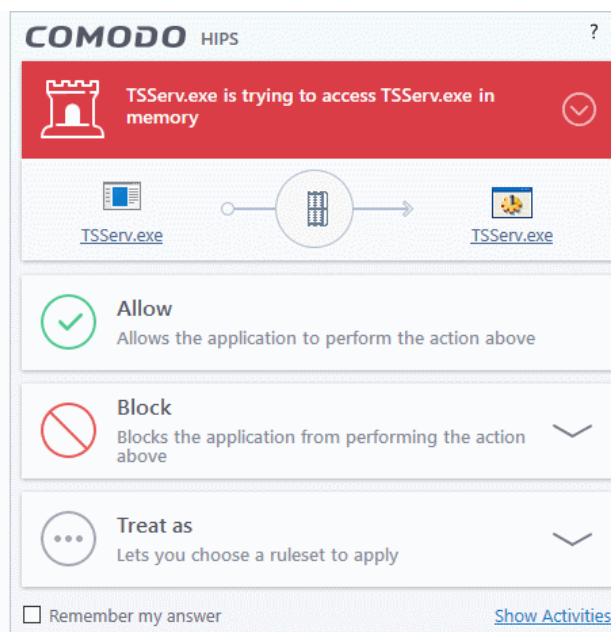 COMODO HIPS ?
TSServ.exe is trying to access TSServ.exe in
memory
TSServ.exe TSServ.exe
Allow
Allows the application to perform the action above
Block
Blocks the application from performing the action
above
Treat as
Lets you choose a ruleset to apply
Remember my answer Show Activities